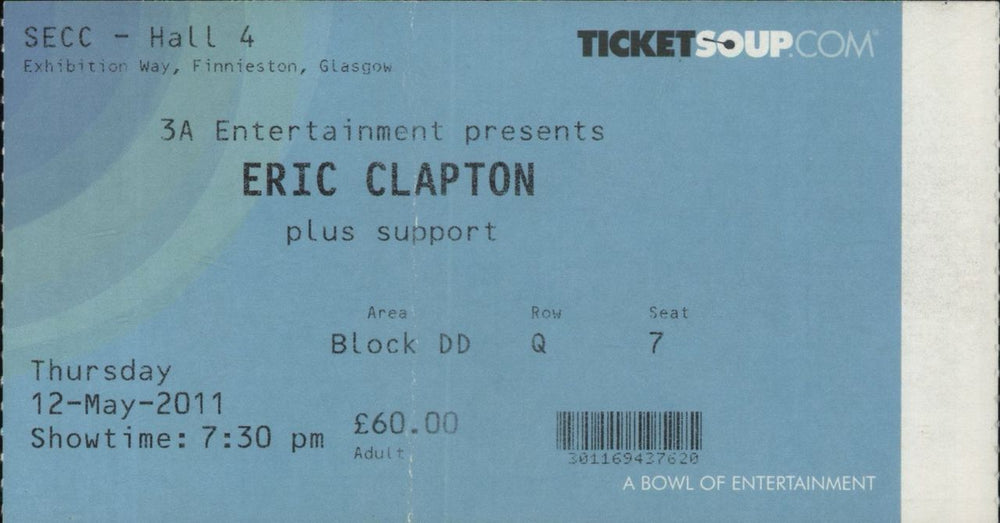 SECC - Hall 4
Exhibition Way, Finnieston, Glasgow
TICKETSOUP.COM
3A Entertainment presents
ERIC CLAPTON
plus support
Area Row Seat
Block DD Q 7
Thursday
12-May-2011
Showtime: 7:30 pm
£60.00
Adult
301169437620
A BOWL OF ENTERTAINMENT